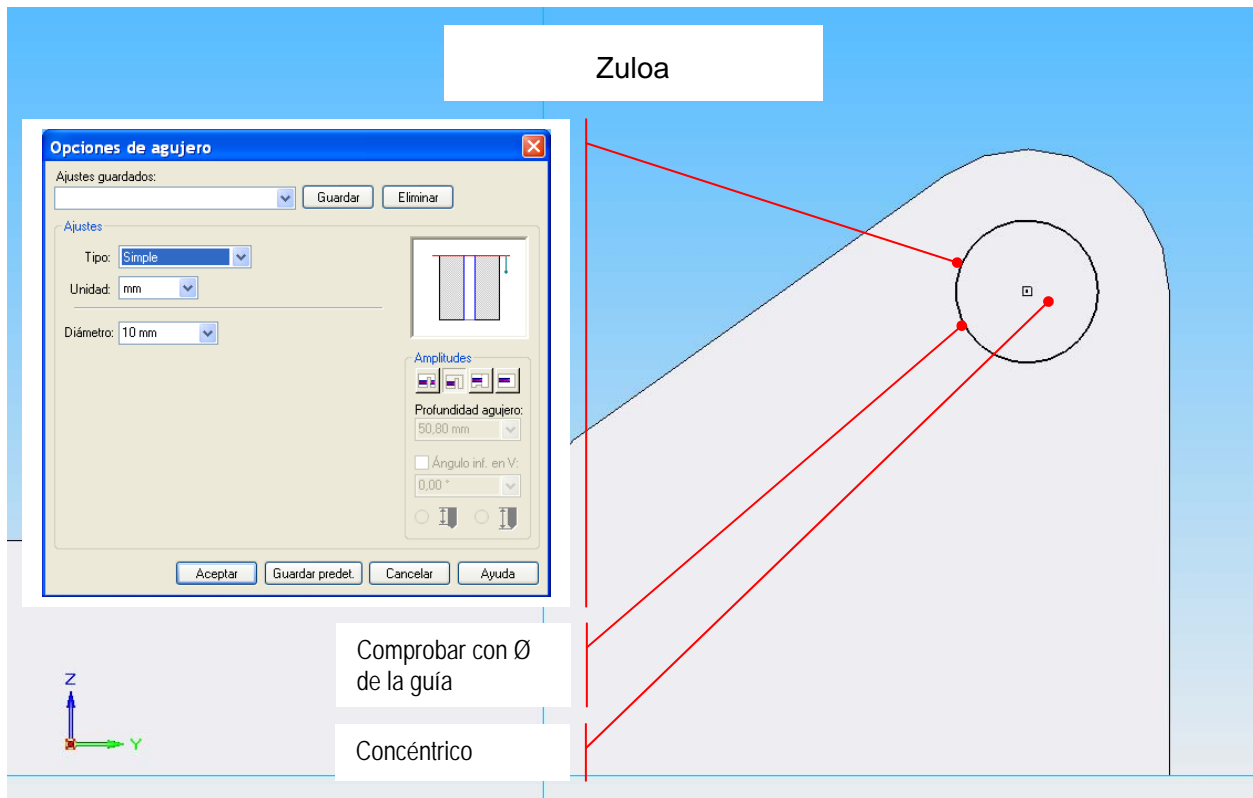 Zuloa
Opciones de agujero
Ajustes guardados:
Guardar
Eliminar
Ajustes
Tipo: Simple
Unidad: mm
Diámetro: 10 mm
Amplitudes
Profundidad agujero:
50,80 mm
Ángulo inf. en V:
0,00 °
Aceptar
Guardar predet.
Cancelar
Ayuda
Comprobar con Ø
de la guía
Concéntrico
Z
Y